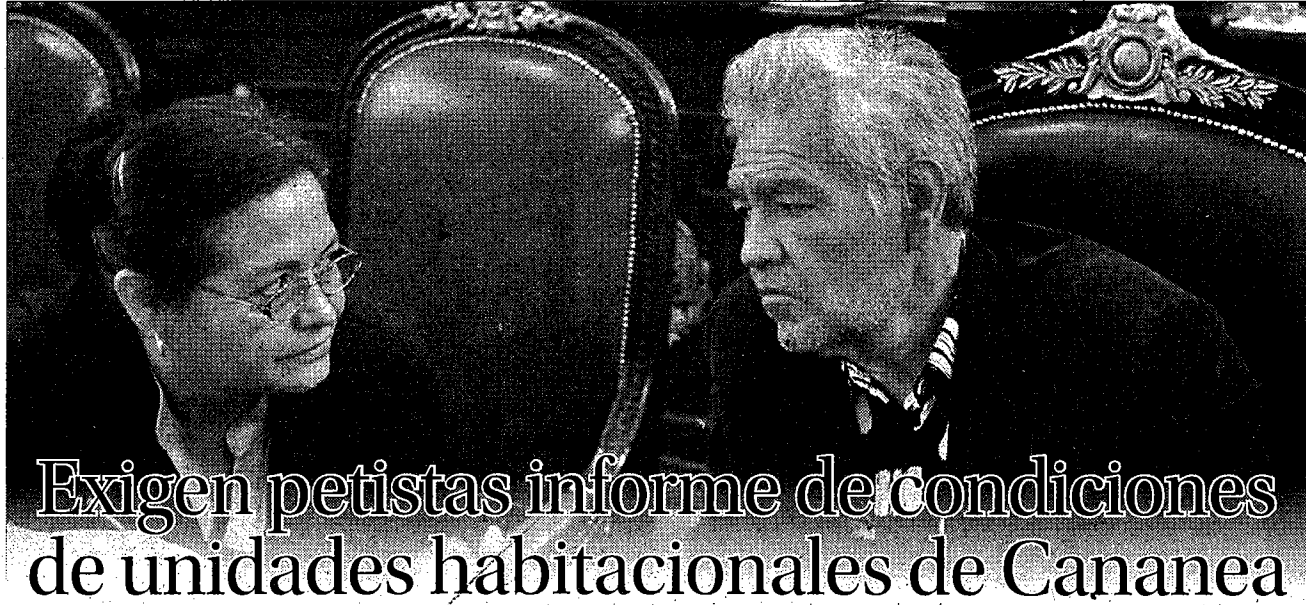 Exigen petistas informe de condiciones
de unidades habitacionales de Cananea